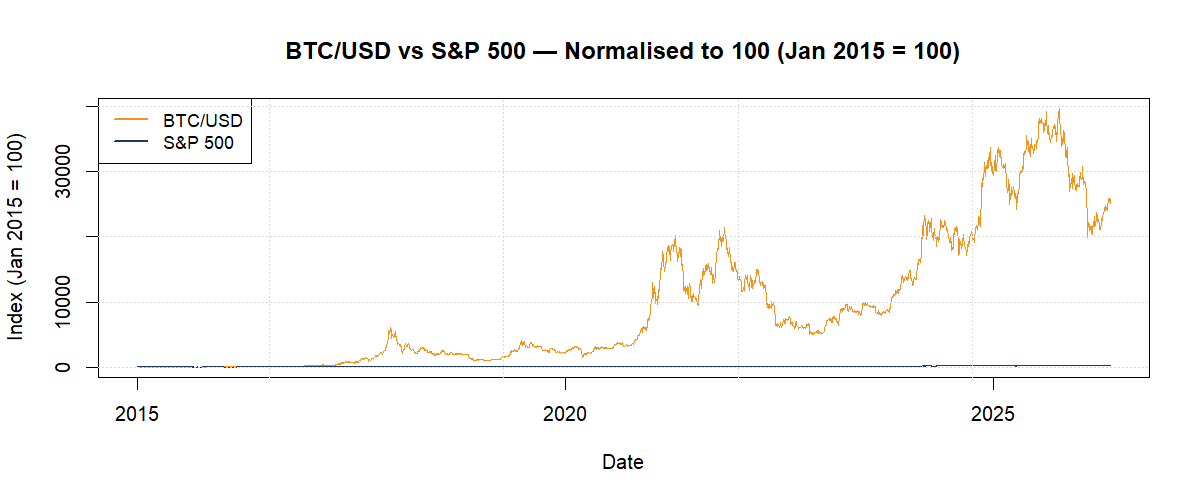 BTC/USD vs S&P 500 — Normalised to 100 (Jan 2015 = 100)
BTC/USD
S&P 500
Index (Jan 2015 = 100)
30000
10000
0
2015 2020 2025
Date